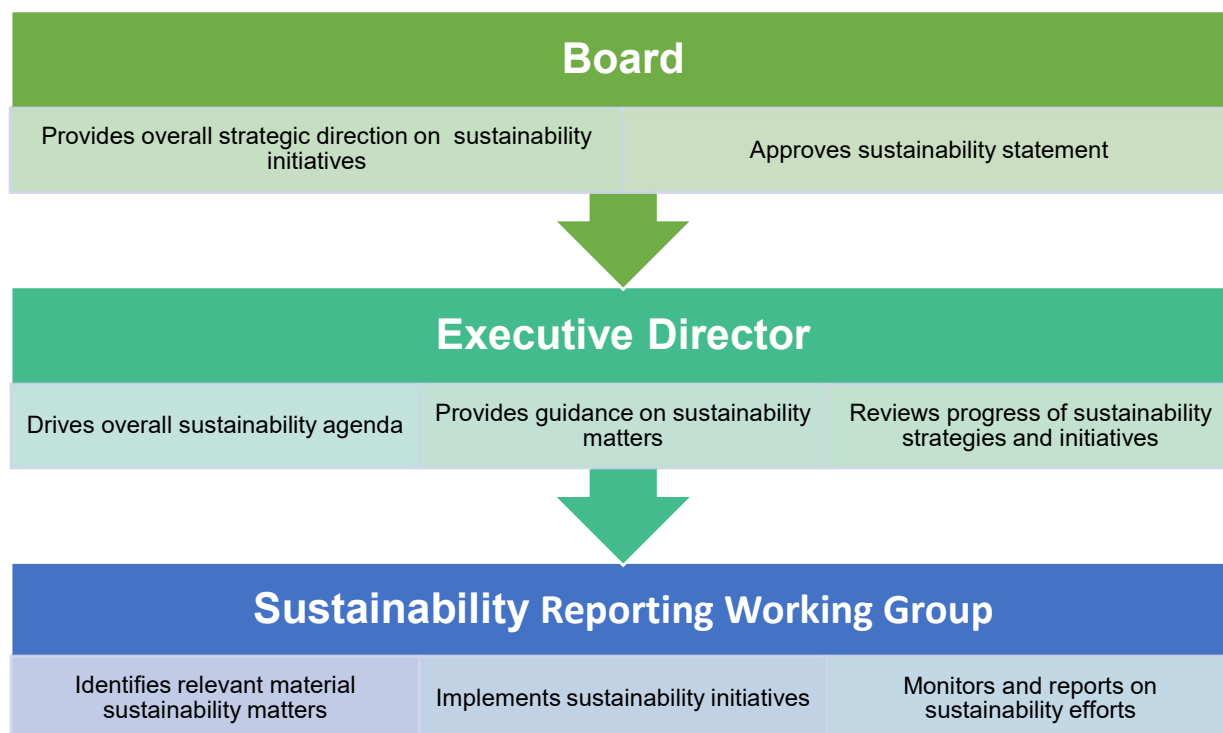 Board
Provides overall strategic direction on sustainability
initiatives
Approves sustainability statement
Executive Director
Drives overall sustainability agenda
Provides guidance on sustainability
matters
Reviews progress of sustainability
strategies and initiatives
Sustainability Reporting Working Group
Identifies relevant material
sustainability matters
Implements sustainability initiatives
Monitors and reports on
sustainability efforts